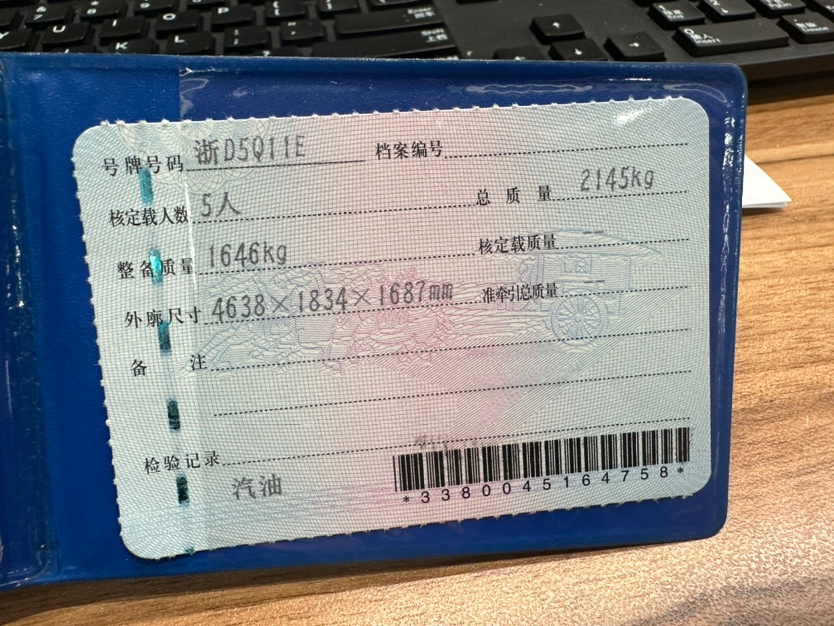 号牌号码 浙D5Q11E 档案编号
核定载人数 5人 总质量 2145kg
整备质量 1646kg 核定载质量 --
外廓尺寸 4638×1834×1687mm 准牵引总质量 --
备注
检验记录
汽油
*3380045164758*